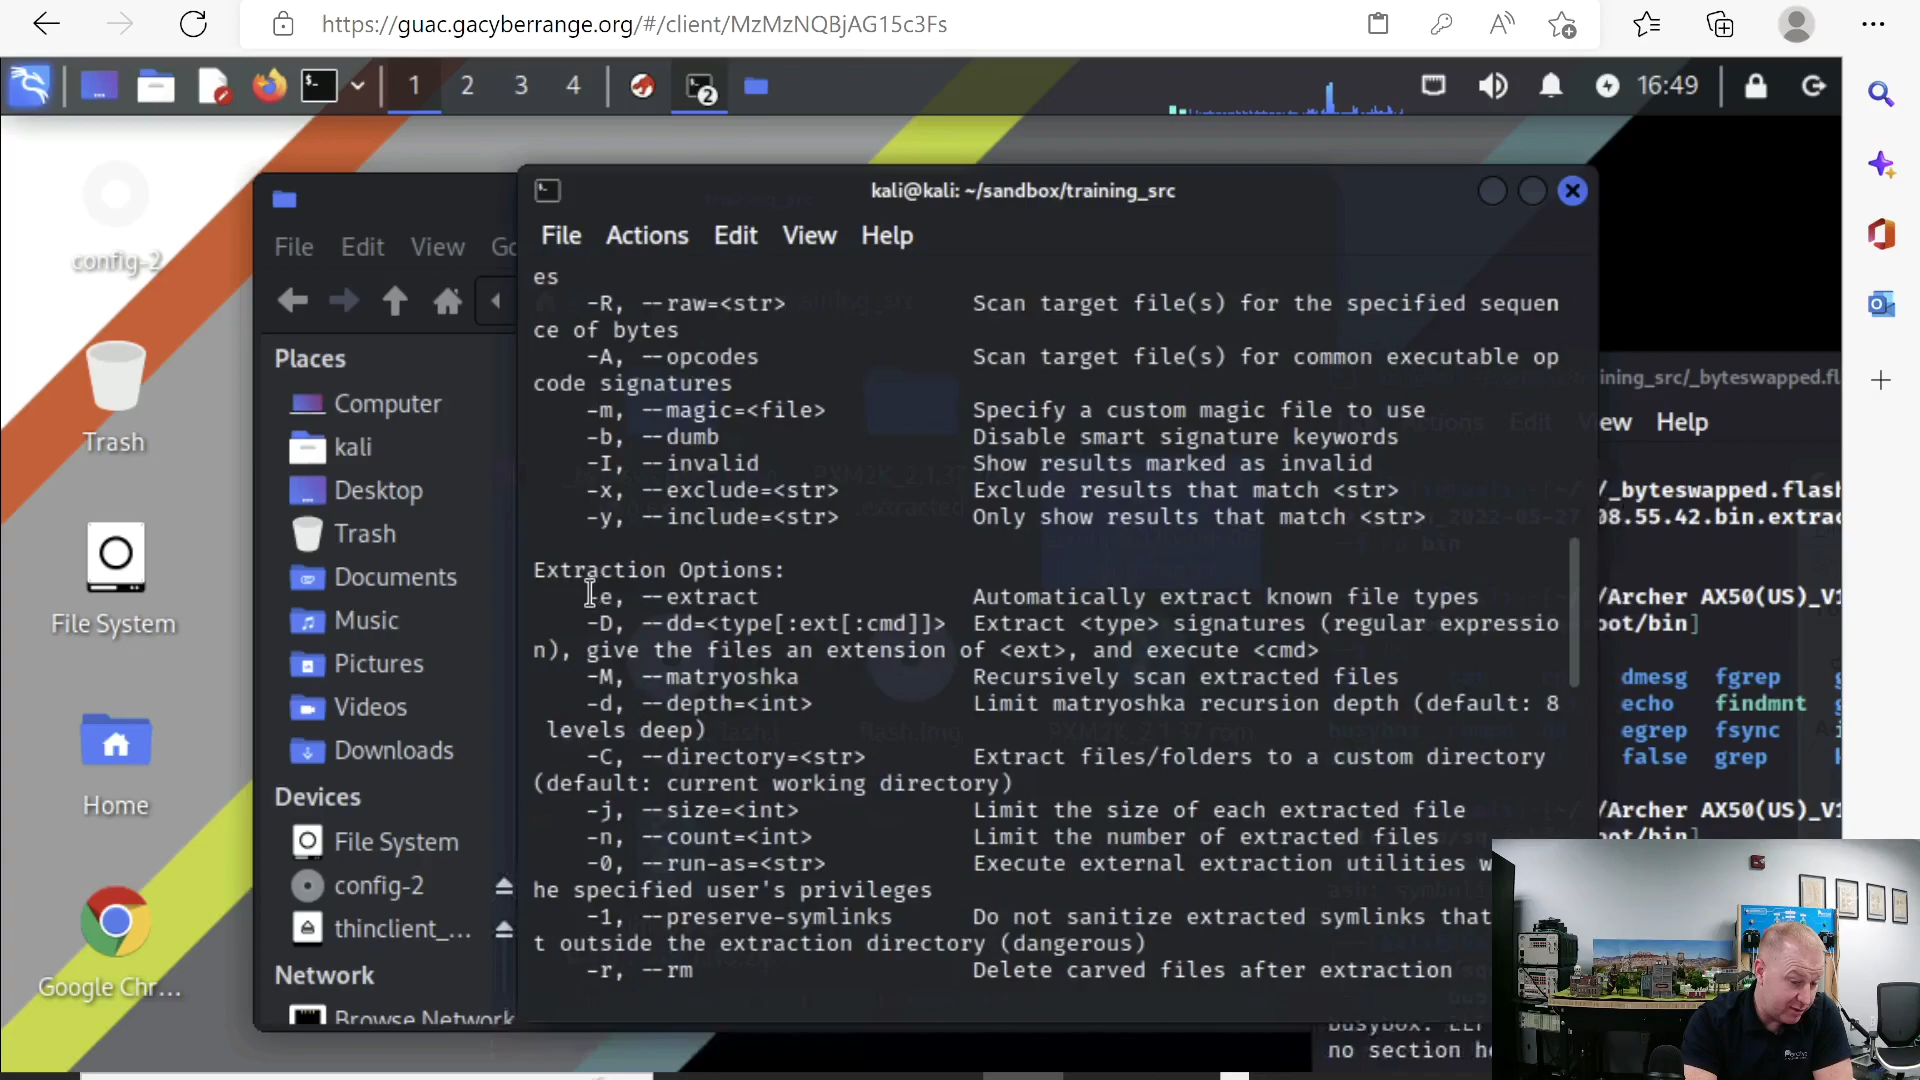 https://guac.gacyberrange.org/#/client/MzMzNQBjAG15c3Fs
1 2 3 4
2
16:49
config-2
Trash
File System
Home
Google Chr...
File Edit View Go
Places
Computer
kali
Desktop
Trash
Documents
Music
Pictures
Videos
Downloads
Devices
File System
config-2
thinclient_...
Network
Browse Network
kali@kali: ~/sandbox/training_src
File Actions Edit View Help
es
-R, --raw=<str> Scan target file(s) for the specified sequen
ce of bytes
-A, --opcodes Scan target file(s) for common executable op
code signatures
-m, --magic=<file> Specify a custom magic file to use
-b, --dumb Disable smart signature keywords
-I, --invalid Show results marked as invalid
-x, --exclude=<str> Exclude results that match <str>
-y, --include=<str> Only show results that match <str>
Extraction Options:
-e, --extract Automatically extract known file types
-D, --dd=<type[:ext[:cmd]]> Extract <type> signatures (regular expressio
n), give the files an extension of <ext>, and execute <cmd>
-M, --matryoshka Recursively scan extracted files
-d, --depth=<int> Limit matryoshka recursion depth (default: 8
levels deep)
-C, --directory=<str> Extract files/folders to a custom directory
(default: current working directory)
-j, --size=<int> Limit the size of each extracted file
-n, --count=<int> Limit the number of extracted files
-0, --run-as=<str> Execute external extraction utilities w
he specified user's privileges
-1, --preserve-symlinks Do not sanitize extracted symlinks that
t outside the extraction directory (dangerous)
-r, --rm Delete carved files after extraction
ining_src/_byteswapped.fl
ew Help
/_byteswapped.flash
08.55.42.bin.extrac
/Archer AX50(US)_V1
oot/bin]
dmesg fgrep
echo findmnt
egrep fsync
false grep
/Archer AX50(US)_V1
oot/bin]
busybox: ELF
no section he